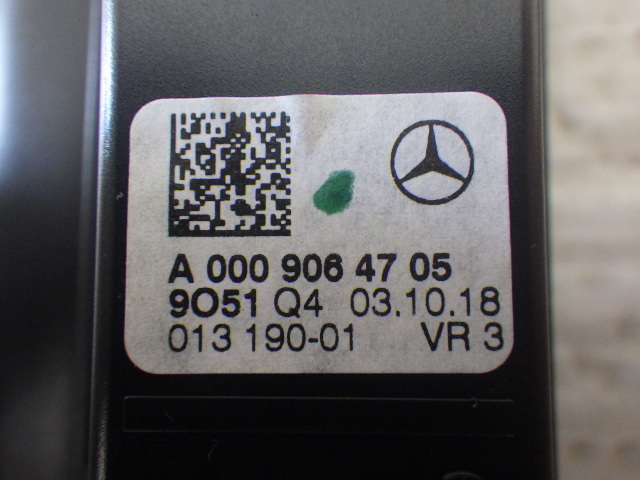 A 000 906 47 05
9O51 Q4 03.10.18
013 190-01 VR 3